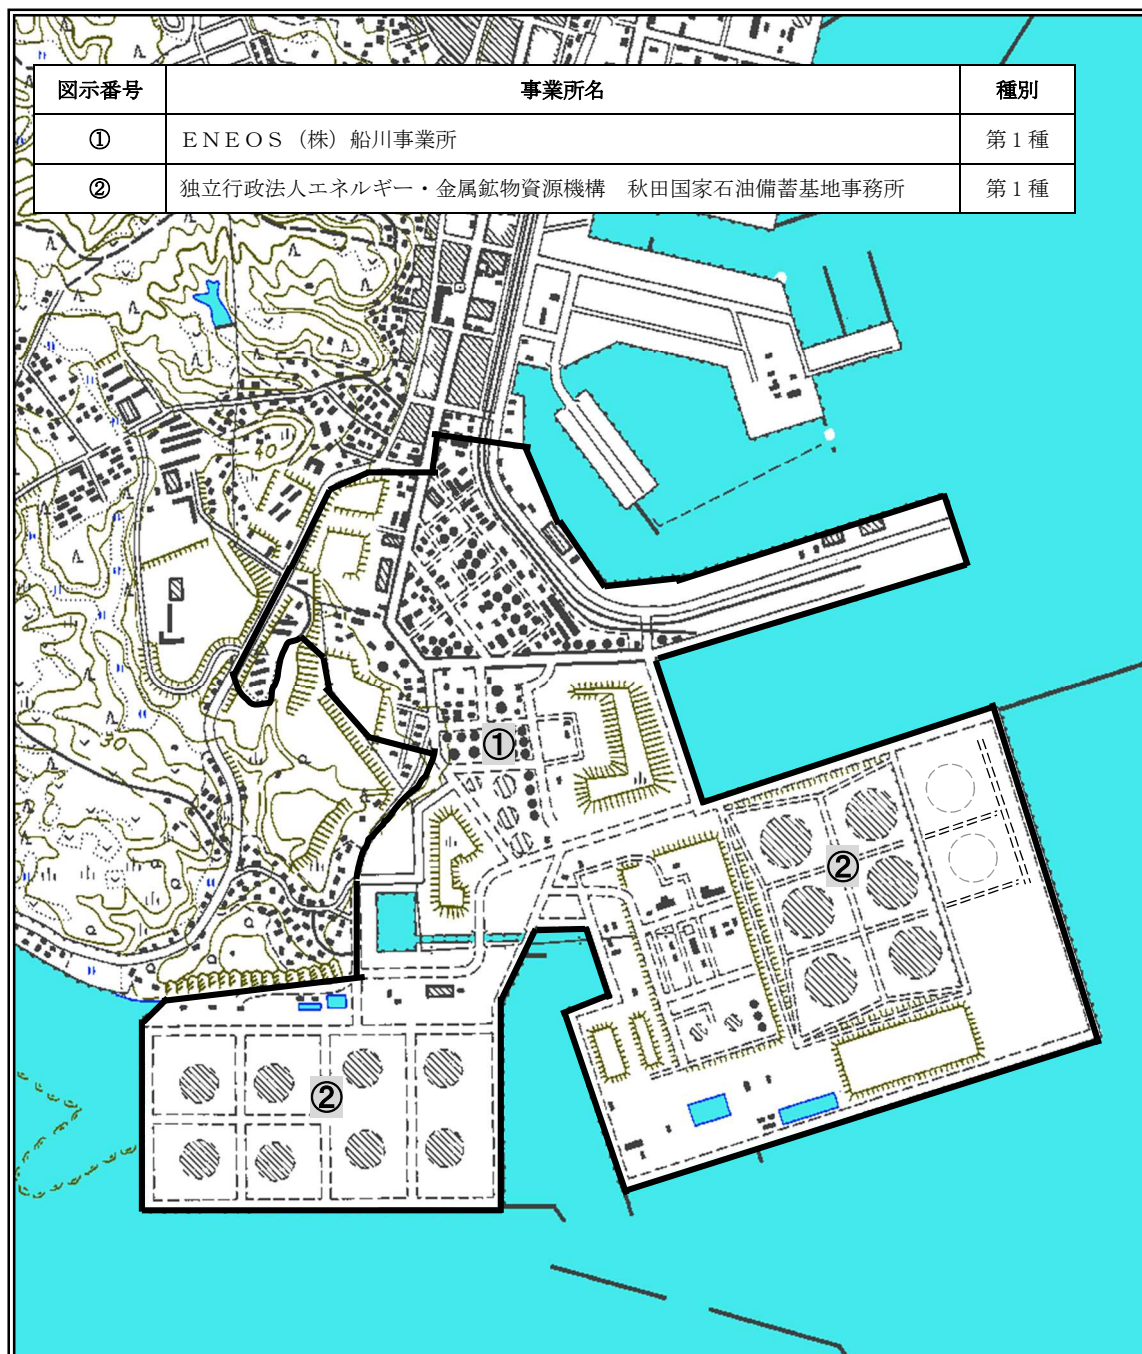 図示番号 事業所名 種別
① ENEOS（株）船川事業所 第1種
② 独立行政法人エネルギー・金属鉱物資源機構　秋田国家石油備蓄基地事務所 第1種
40
30
①
②
②